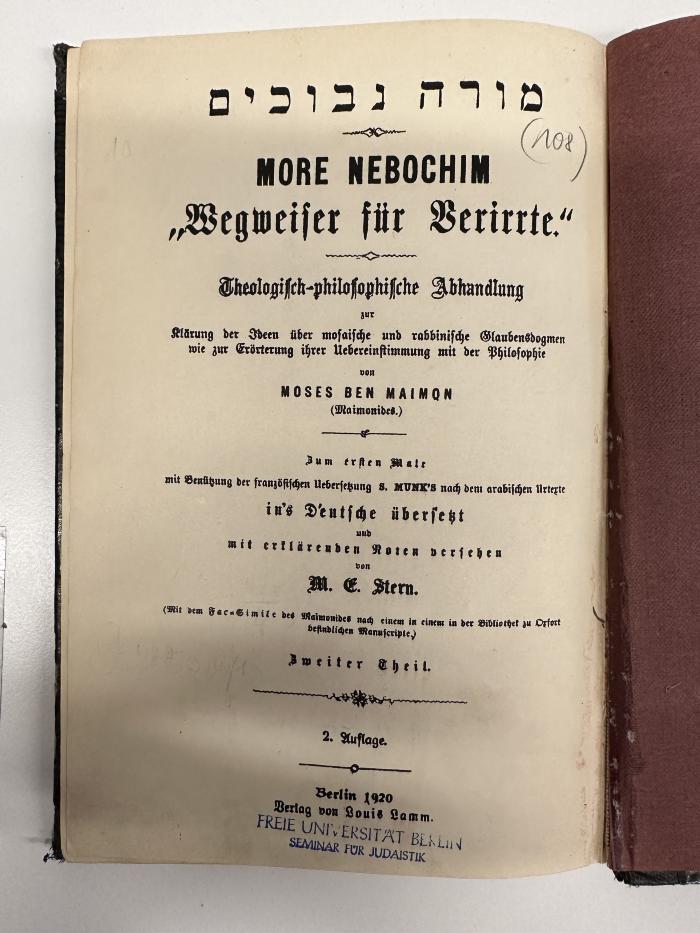 מורה נבוכים
(108)
MORE NEBOCHIM
„Wegweiser für Verirrte.“
Theologisch-philosophische Abhandlung
zur
Klärung der Ideen über mosaische und rabbinische Glaubensdogmen
wie zur Erörterung ihrer Uebereinstimmung mit der Philosophie
von
MOSES BEN MAIMON
(Maimonides.)
Zum ersten Male
mit Benützung der französischen Uebersetzung S. MUNK'S nach dem arabischen Urtexte
in's Deutsche übersetzt
und
mit erklärenden Noten versehen
von
M. E. Stern.
(Mit dem Fac-Simile des Maimonides nach einem in einem in der Bibliothek zu Oxfort
befindlichen Manuscripte.)
Zweiter Theil.
2. Auflage.
Berlin 1920
Verlag von Louis Lamm.
FREIE UNIVERSITÄT BERLIN
SEMINAR FÜR JUDAISTIK